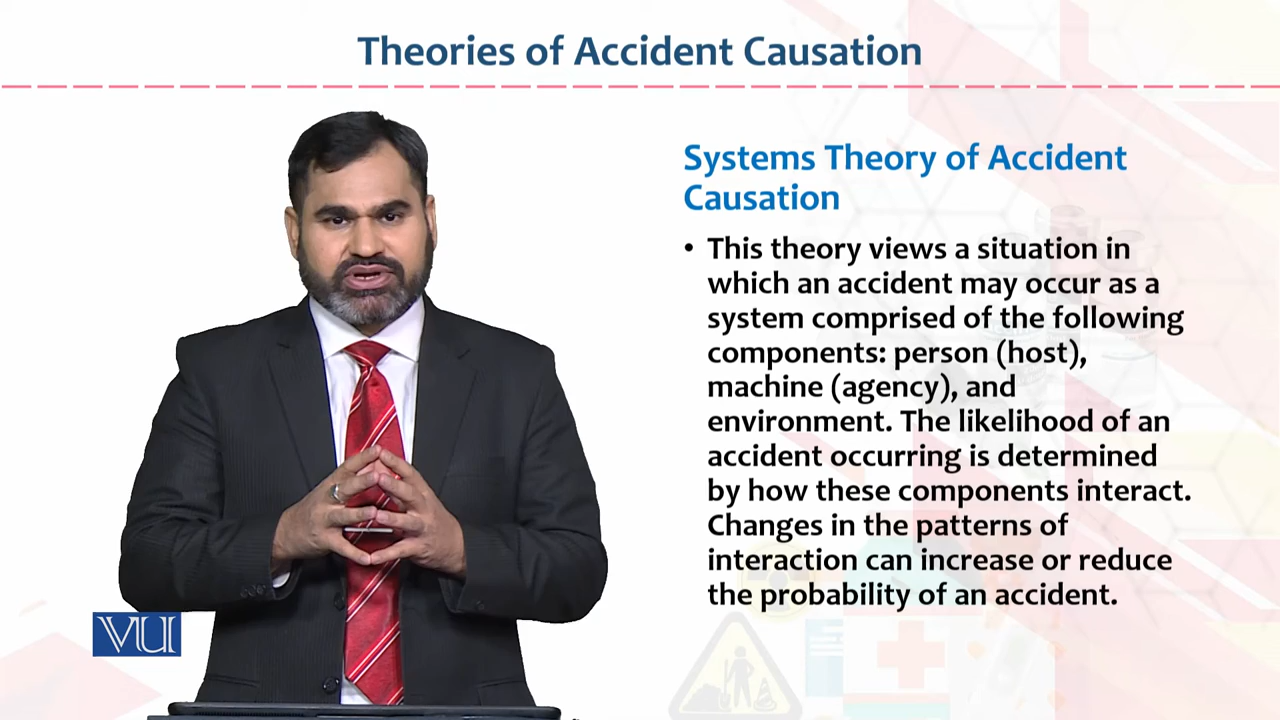 Theories of Accident Causation
Systems Theory of Accident
Causation
• This theory views a situation in
which an accident may occur as a
system comprised of the following
components: person (host),
machine (agency), and
environment. The likelihood of an
accident occurring is determined
by how these components interact.
Changes in the patterns of
interaction can increase or reduce
the probability of an accident.
VU